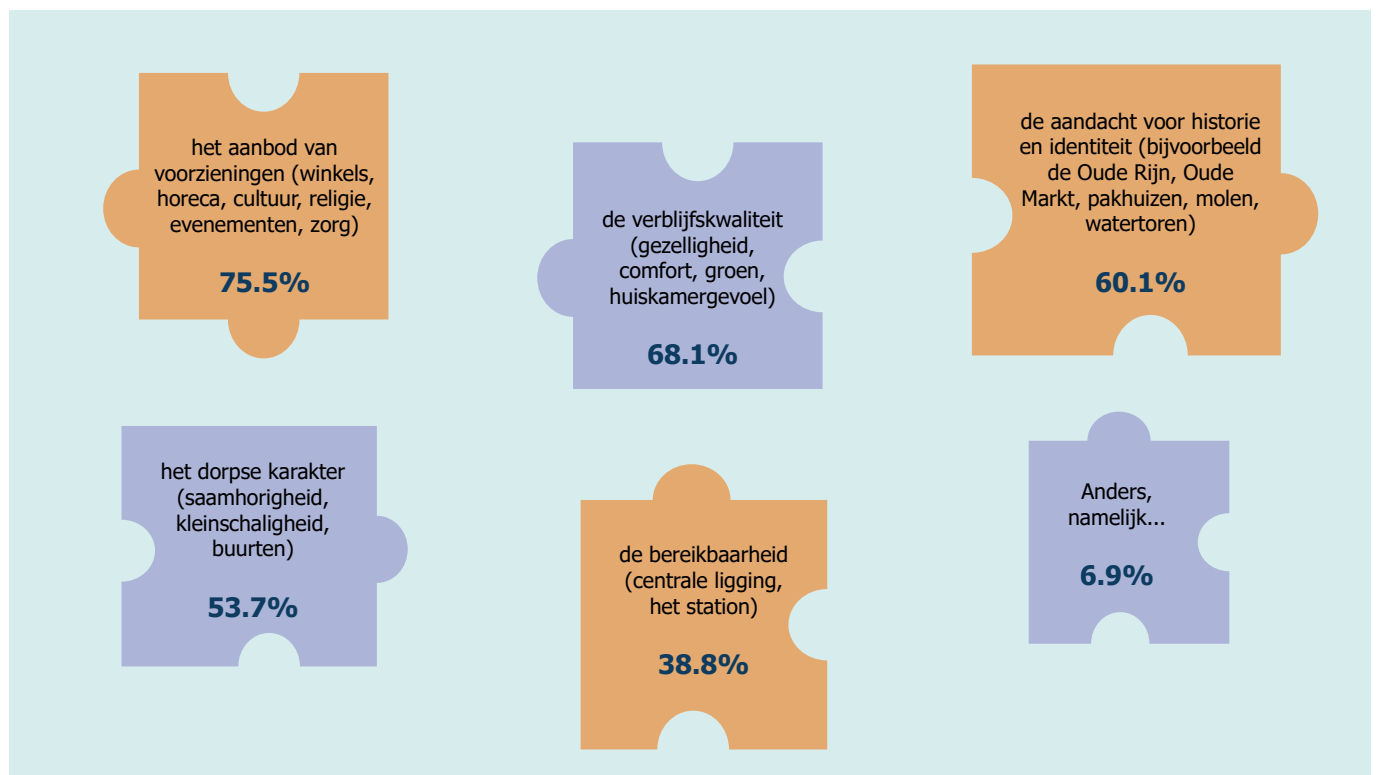 het aanbod van
voorzieningen (winkels,
horeca, cultuur, religie,
evenementen, zorg)
75.5%
de verblijfskwaliteit
(gezelligheid,
comfort, groen,
huiskamergevoel)
68.1%
de aandacht voor historie
en identiteit (bijvoorbeeld
de Oude Rijn, Oude
Markt, pakhuizen, molen,
watertoren)
60.1%
het dorpse karakter
(saamhorigheid,
kleinschaligheid,
buurten)
53.7%
de bereikbaarheid
(centrale ligging,
het station)
38.8%
Anders,
namelijk...
6.9%